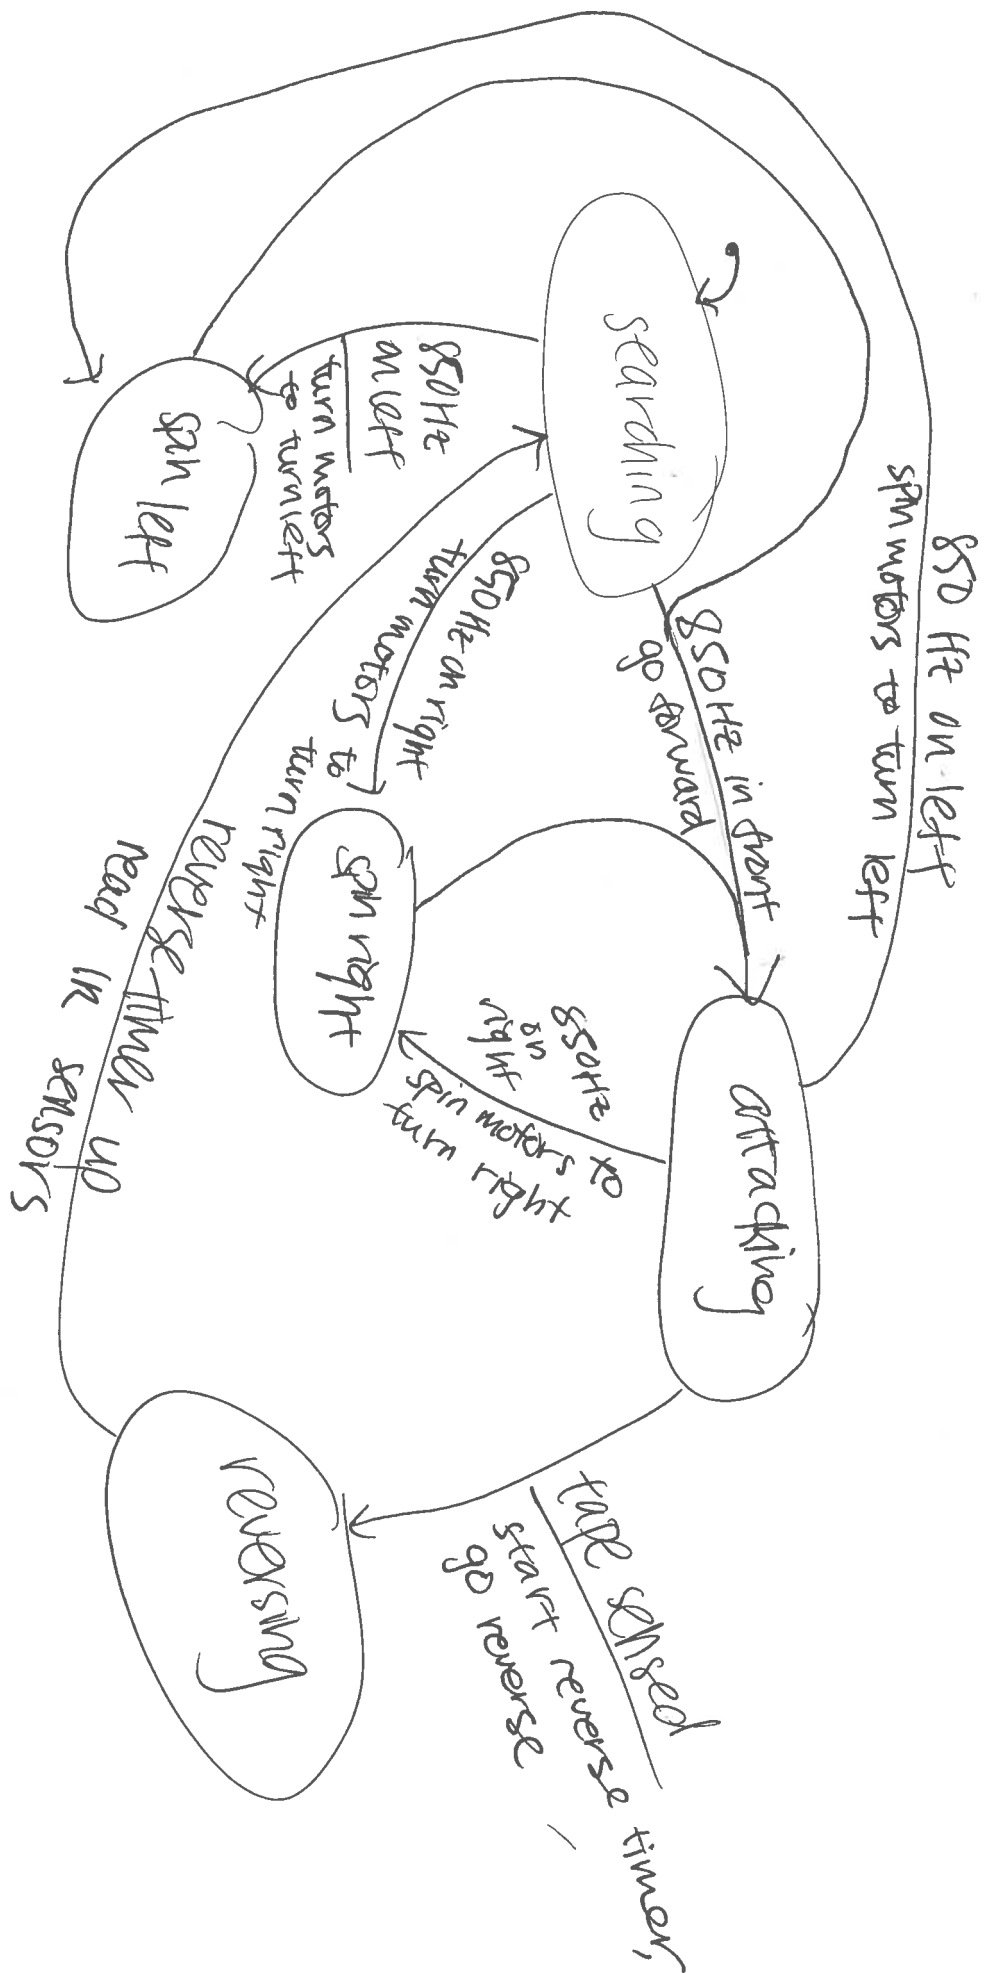 850 Hz on left
spin motors to turn left
searching
850Hz in front
go forward
attacking
850Hz
on left
turn motors
to turn left
spin left
850Hz on right
turn motors to
turn right
spin right
850Hz
on
right
spin motors to
turn right
tape sensed
start reverse timer,
go reverse
reverse timer up
read in sensors
reversing